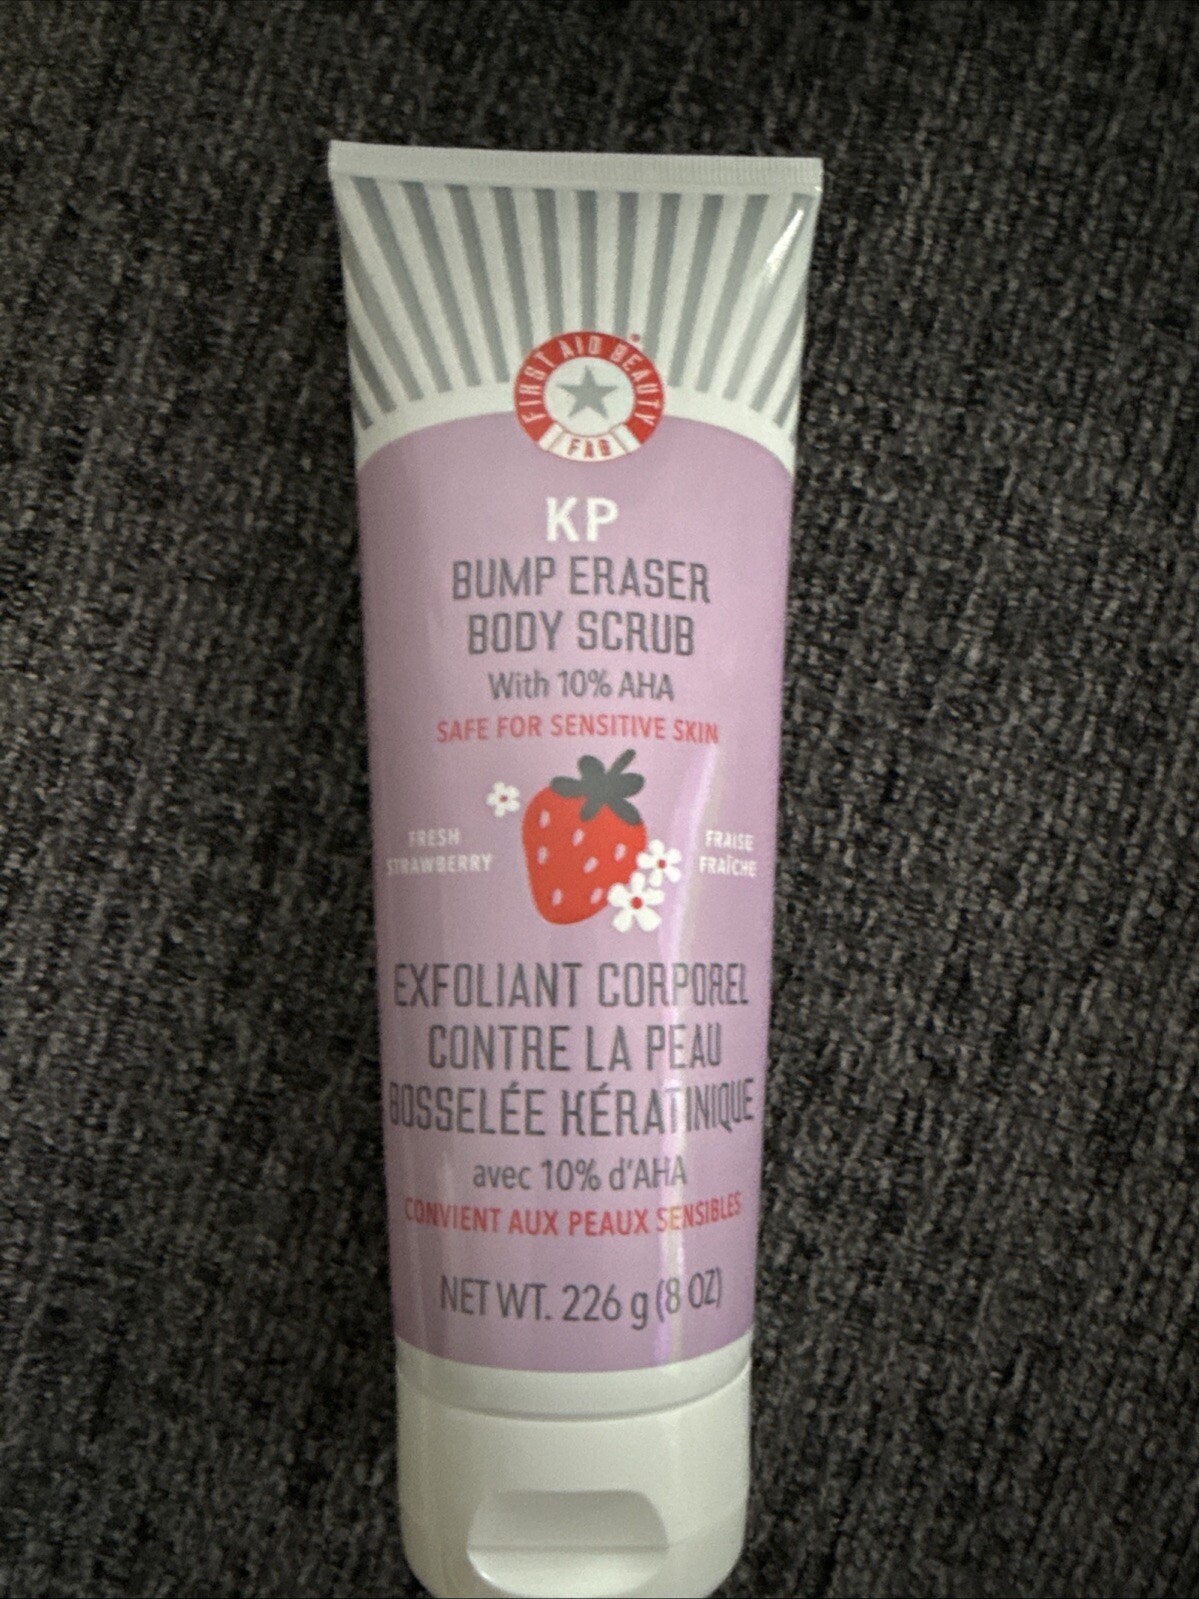 FIRST AID BEAUTY
FAB
KP
BUMP ERASER
BODY SCRUB
With 10% AHA
SAFE FOR SENSITIVE SKIN
FRESH
STRAWBERRY
FRAISE
FRAÎCHE
EXFOLIANT CORPOREL
CONTRE LA PEAU
BOSSELÉE KÉRATINIQUE
avec 10% d'AHA
CONVIENT AUX PEAUX SENSIBLES
NET WT. 226 g (8 OZ)